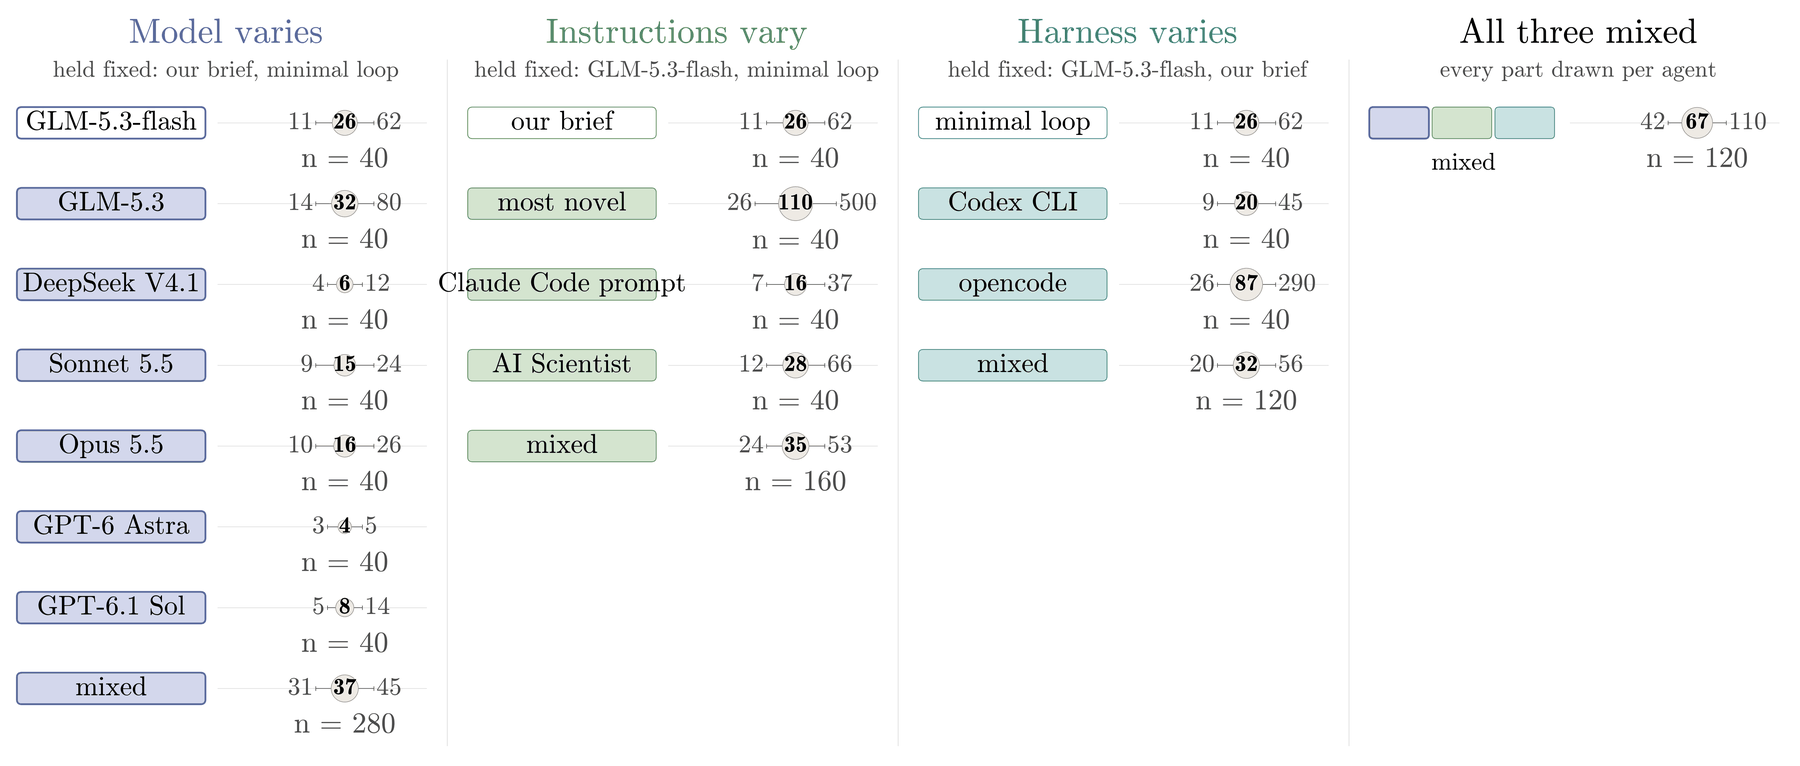 Model varies
held fixed: our brief, minimal loop
GLM-5.3-flash 11 26 62
n = 40
GLM-5.3 14 32 80
n = 40
DeepSeek V4.1 4 6 12
n = 40
Sonnet 5.5 9 15 24
n = 40
Opus 5.5 10 16 26
n = 40
GPT-6 Astra 3 4 5
n = 40
GPT-6.1 Sol 5 8 14
n = 40
mixed 31 37 45
n = 280
Instructions vary
held fixed: GLM-5.3-flash, minimal loop
our brief 11 26 62
n = 40
most novel 26 110 500
n = 40
Claude Code prompt 7 16 37
n = 40
AI Scientist 12 28 66
n = 40
mixed 24 35 53
n = 160
Harness varies
held fixed: GLM-5.3-flash, our brief
minimal loop 11 26 62
n = 40
Codex CLI 9 20 45
n = 40
opencode 26 87 290
n = 40
mixed 20 32 56
n = 120
All three mixed
every part drawn per agent
42 67 110
mixed n = 120